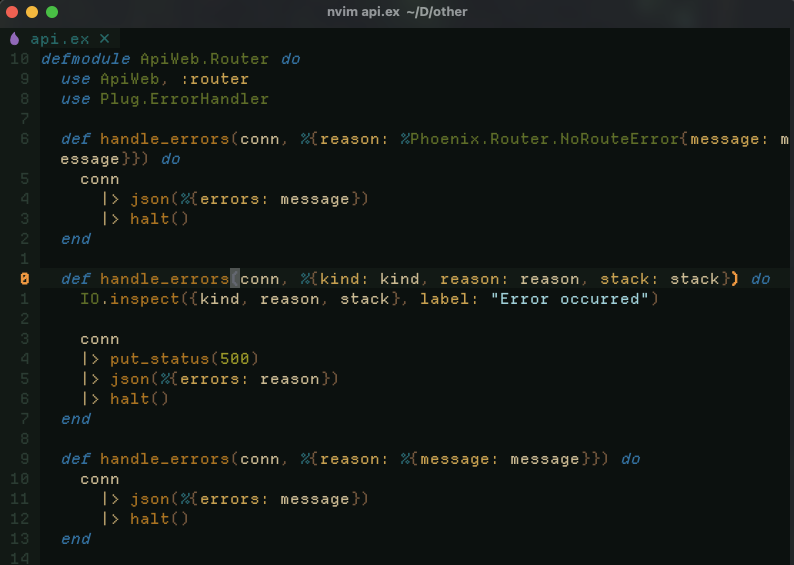 nvim api.ex ~/D/other
api.ex ×
10 defmodule ApiWeb.Router do
9   use ApiWeb, :router
8   use Plug.ErrorHandler
7
6   def handle_errors(conn, %{reason: %Phoenix.Router.NoRouteError{message: m
essage}}) do
5     conn
4       |> json(%{errors: message})
3       |> halt()
2   end
1
0   def handle_errors(conn, %{kind: kind, reason: reason, stack: stack}) do
1     IO.inspect({kind, reason, stack}, label: "Error occurred")
2
3     conn
4     |> put_status(500)
5     |> json(%{errors: reason})
6     |> halt()
7   end
8
9   def handle_errors(conn, %{reason: %{message: message}}) do
10     conn
11       |> json(%{errors: message})
12       |> halt()
13   end
14